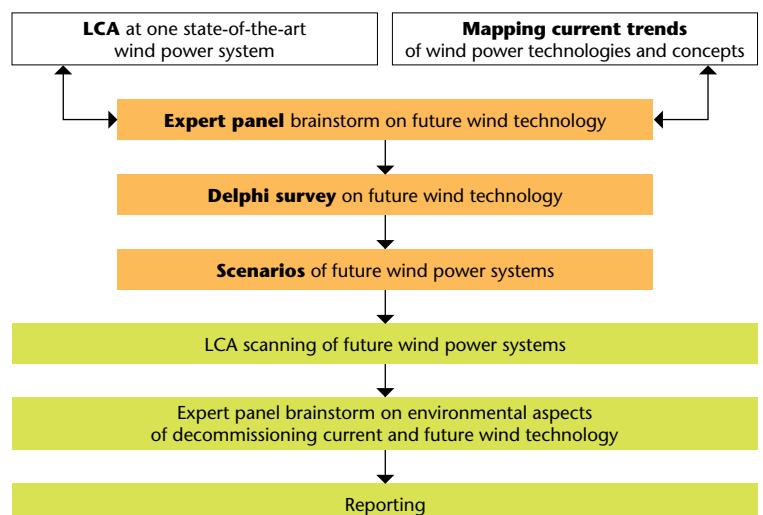 LCA at one state-of-the-art
wind power system
Mapping current trends
of wind power technologies and concepts
Expert panel brainstorm on future wind technology
Delphi survey on future wind technology
Scenarios of future wind power systems
LCA scanning of future wind power systems
Expert panel brainstorm on environmental aspects
of decommissioning current and future wind technology
Reporting